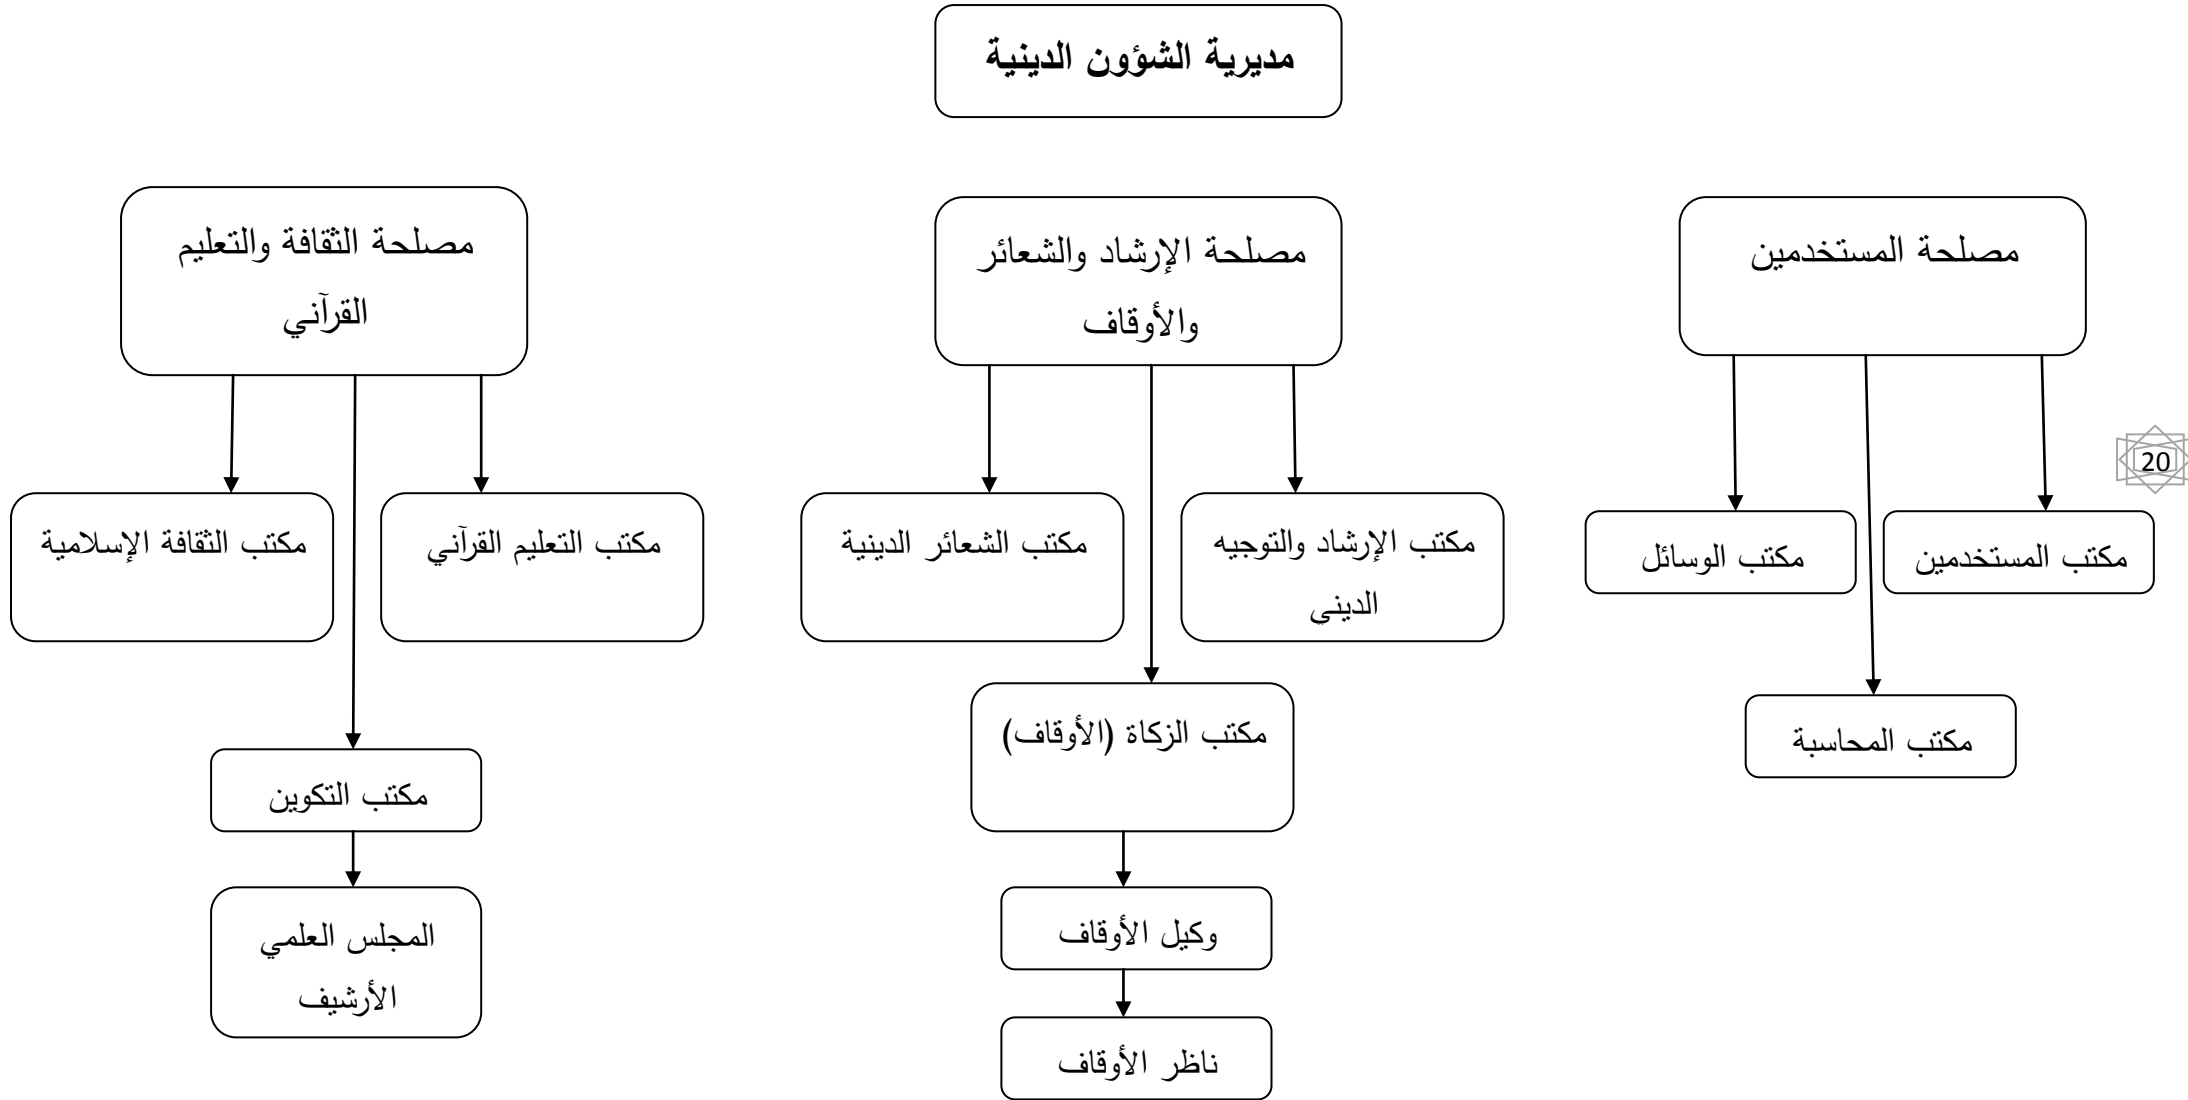 مديرية الشؤون الدينية
مصلحة المستخدمين
مصلحة الإرشاد والشعائر
والأوقاف
مصلحة الثقافة والتعليم
القرآني
مكتب المستخدمين
مكتب الوسائل
مكتب المحاسبة
مكتب الإرشاد والتوجيه
الديني
مكتب الشعائر الدينية
مكتب الزكاة (الأوقاف)
وكيل الأوقاف
ناظر الأوقاف
مكتب التعليم القرآني
مكتب الثقافة الإسلامية
مكتب التكوين
المجلس العلمي
الأرشيف
20